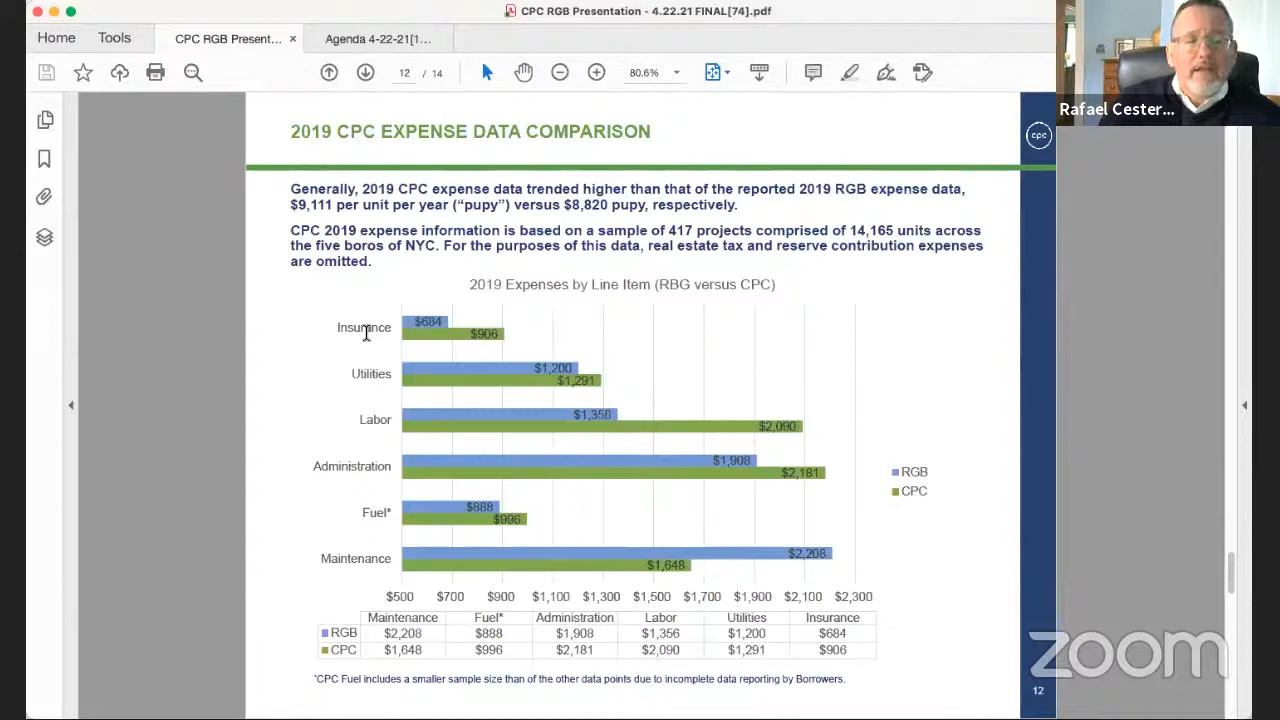 CPC RGB Presentation - 4.22.21 FINAL[74].pdf
Home Tools CPC RGB Present... × Agenda 4-22-21[1...
12 / 14 80.6%
Rafael Cester...
2019 CPC EXPENSE DATA COMPARISON
cpc
Generally, 2019 CPC expense data trended higher than that of the reported 2019 RGB expense data,
$9,111 per unit per year (“pupy”) versus $8,820 pupy, respectively.
CPC 2019 expense information is based on a sample of 417 projects comprised of 14,165 units across
the five boros of NYC. For the purposes of this data, real estate tax and reserve contribution expenses
are omitted.
2019 Expenses by Line Item (RBG versus CPC)
$684
Insurance
$906
$1,200
Utilities
$1,291
$1,356
Labor
$2,090
$1,908
Administration
$2,181
RGB
CPC
$888
Fuel*
$996
$2,208
Maintenance
$1,648
$500 $700 $900 $1,100 $1,300 $1,500 $1,700 $1,900 $2,100 $2,300
Maintenance Fuel* Administration Labor Utilities Insurance
RGB $2,208 $888 $1,908 $1,356 $1,200 $684
CPC $1,648 $996 $2,181 $2,090 $1,291 $906
*CPC Fuel includes a smaller sample size than of the other data points due to incomplete data reporting by Borrowers.
zoom
12